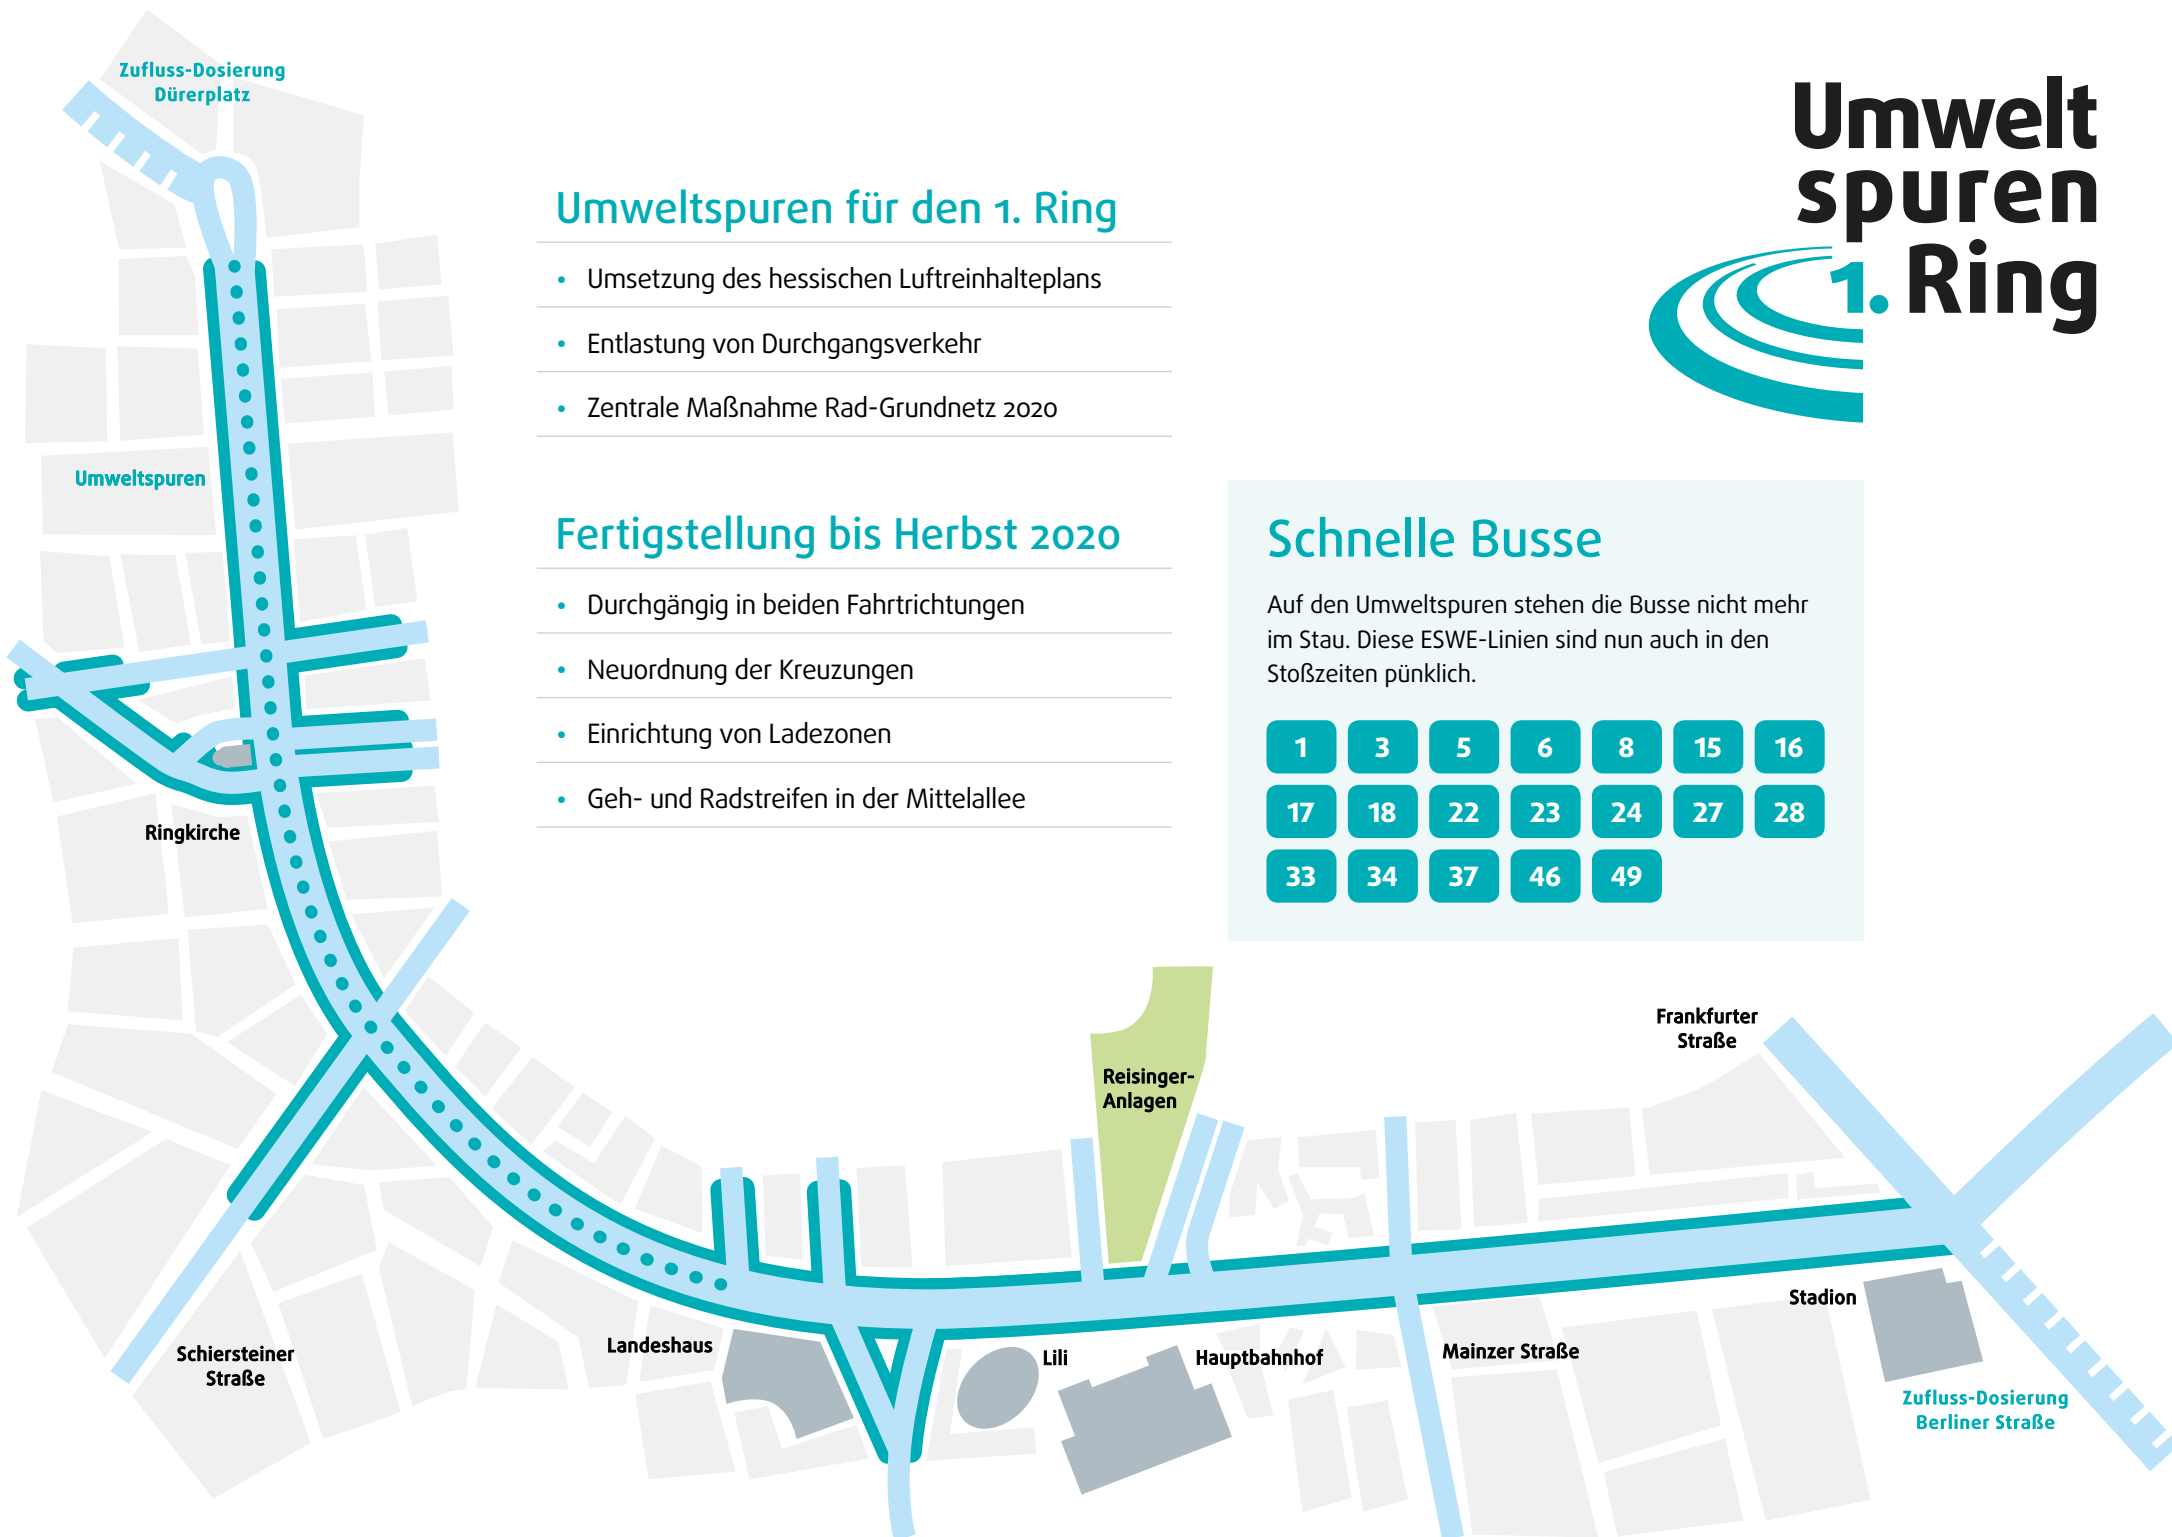 Zufluss-Dosierung
Dürerplatz
Umwelt
spuren
1. Ring
Umweltspuren für den 1. Ring
• Umsetzung des hessischen Luftreinhalteplans
• Entlastung von Durchgangsverkehr
• Zentrale Maßnahme Rad-Grundnetz 2020
Umweltspuren
Fertigstellung bis Herbst 2020
• Durchgängig in beiden Fahrtrichtungen
• Neuordnung der Kreuzungen
• Einrichtung von Ladezonen
• Geh- und Radstreifen in der Mittelallee
Schnelle Busse
Auf den Umweltspuren stehen die Busse nicht mehr
im Stau. Diese ESWE-Linien sind nun auch in den
Stoßzeiten pünklich.
1 3 5 6 8 15 16
17 18 22 23 24 27 28
33 34 37 46 49
Ringkirche
Reisinger-
Anlagen
Frankfurter
Straße
Schiersteiner
Straße
Landeshaus
Lili
Hauptbahnhof
Mainzer Straße
Stadion
Zufluss-Dosierung
Berliner Straße